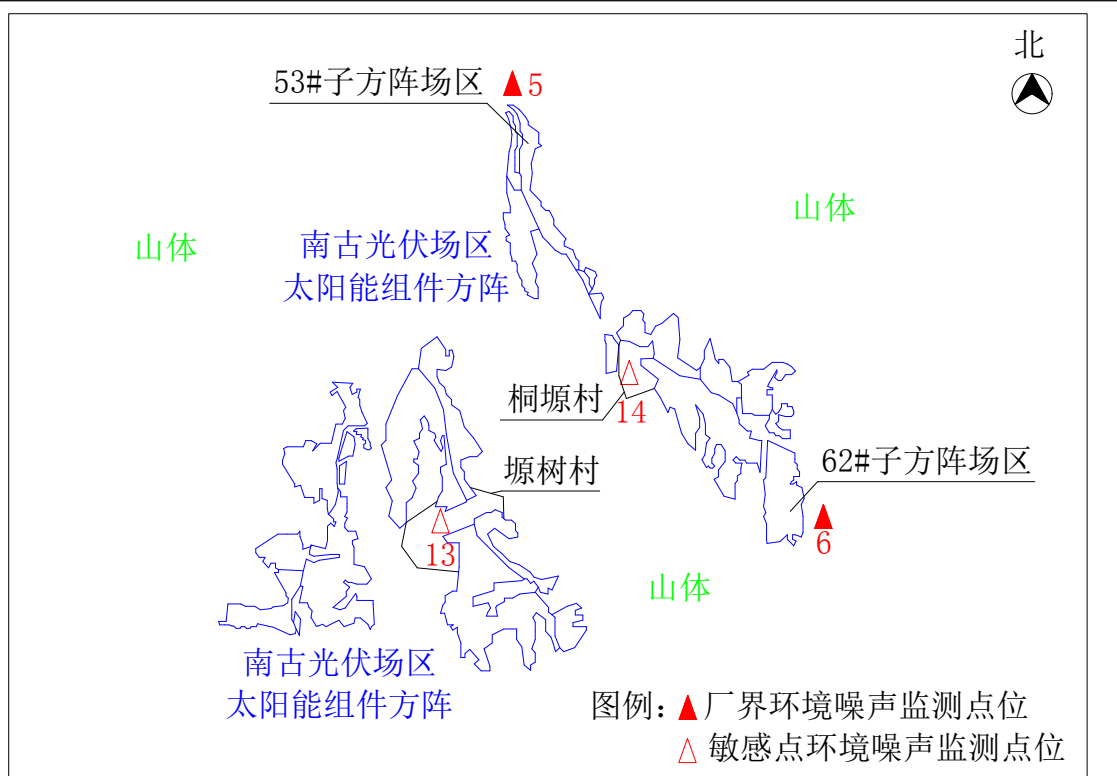 北
53#子方阵场区
5
山体
山体
南古光伏场区
太阳能组件方阵
桐塬村
14
塬树村
62#子方阵场区
13
6
山体
南古光伏场区
太阳能组件方阵
图例：▲厂界环境噪声监测点位
△ 敏感点环境噪声监测点位